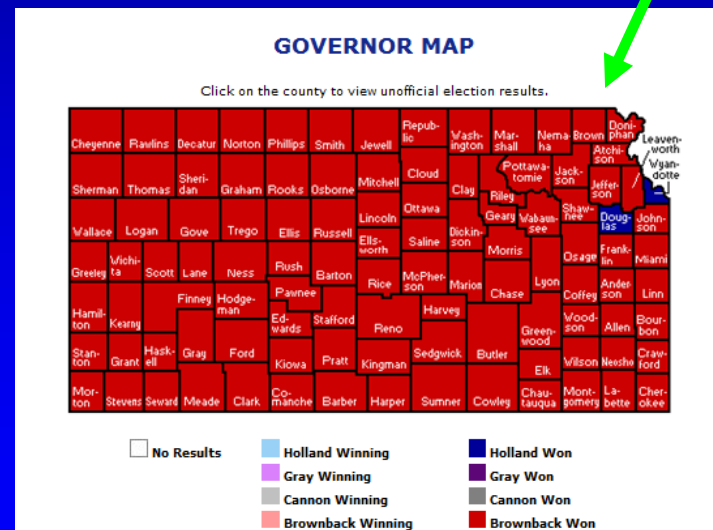 GOVERNOR MAP
Click on the county to view unofficial election results.
Cheyenne Rawlins Decatur Norton Phillips Smith Jewell Repub-lic Wash-ington Mar-shall Nema-ha Brown Doni-phan
Leaven-worth
Atchi-son
Wyan-dotte
Sherman Thomas Sheri-dan Graham Rooks Osborne Mitchell Cloud Clay Riley Pottawa-tomie Jack-son Jeffer-son
Ottawa
Lincoln
Wallace Logan Gove Trego Ellis Russell Ells-worth Saline Dickin-son Geary Wabaun-see Shaw-nee Doug-las John-son
Morris
Greeley Wichi-ta Scott Lane Ness Rush Barton Rice McPher-son Marion Chase Lyon Osage Frank-lin Miami
Finney Hodge-man Pawnee
Coffey Ander-son Linn
Hamil-ton Kearny Ed-wards Stafford Reno Harvey Green-wood Wood-son Allen Bour-bon
Stan-ton Grant Hask-ell Gray Ford Kiowa Pratt Kingman Sedgwick Butler Elk Wilson Neosho Craw-ford
Mor-ton Stevens Seward Meade Clark Co-manche Barber Harper Sumner Cowley Chau-tauqua Mont-gomery La-bette Cher-okee
No Results Holland Winning Holland Won
Gray Winning Gray Won
Cannon Winning Cannon Won
Brownback Winning Brownback Won